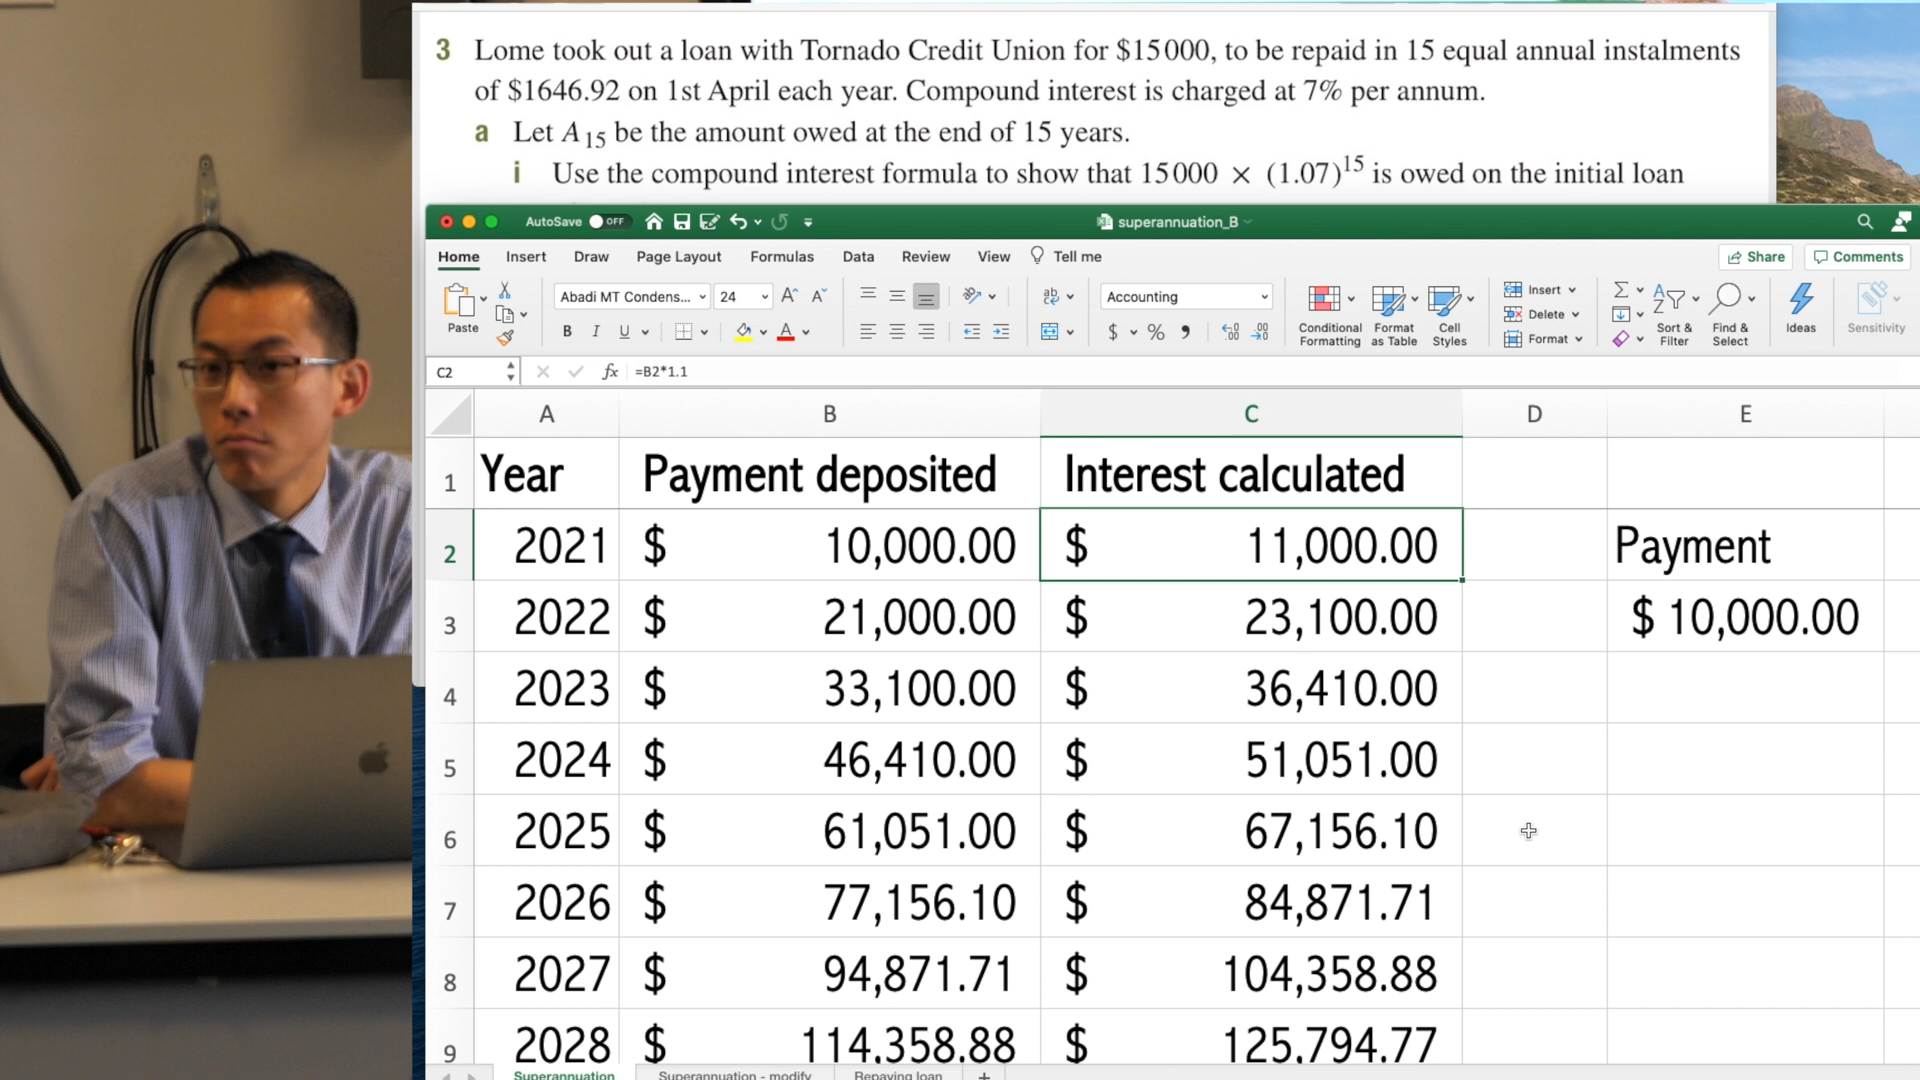 3 Lome took out a loan with Tornado Credit Union for $15000, to be repaid in 15 equal annual instalments
of $1646.92 on 1st April each year. Compound interest is charged at 7% per annum.
a Let A15 be the amount owed at the end of 15 years.
i Use the compound interest formula to show that 15000 × (1.07)^15 is owed on the initial loan
AutoSave OFF superannuation_B
Home Insert Draw Page Layout Formulas Data Review View Tell me Share Comments
Paste Abadi MT Condens... 24 A A ab Accounting Insert
B I U A $ % Conditional Formatting Format as Table Cell Styles Delete Format Sort & Filter Find & Select Ideas Sensitivity
C2 fx =B2*1.1
A B C D E
1 Year Payment deposited Interest calculated
2 2021 $ 10,000.00 $ 11,000.00 Payment
3 2022 $ 21,000.00 $ 23,100.00 $ 10,000.00
4 2023 $ 33,100.00 $ 36,410.00
5 2024 $ 46,410.00 $ 51,051.00
6 2025 $ 61,051.00 $ 67,156.10
7 2026 $ 77,156.10 $ 84,871.71
8 2027 $ 94,871.71 $ 104,358.88
9 2028 $ 114,358.88 $ 125,794.77
Superannuation Superannuation - modify Repaying loan +